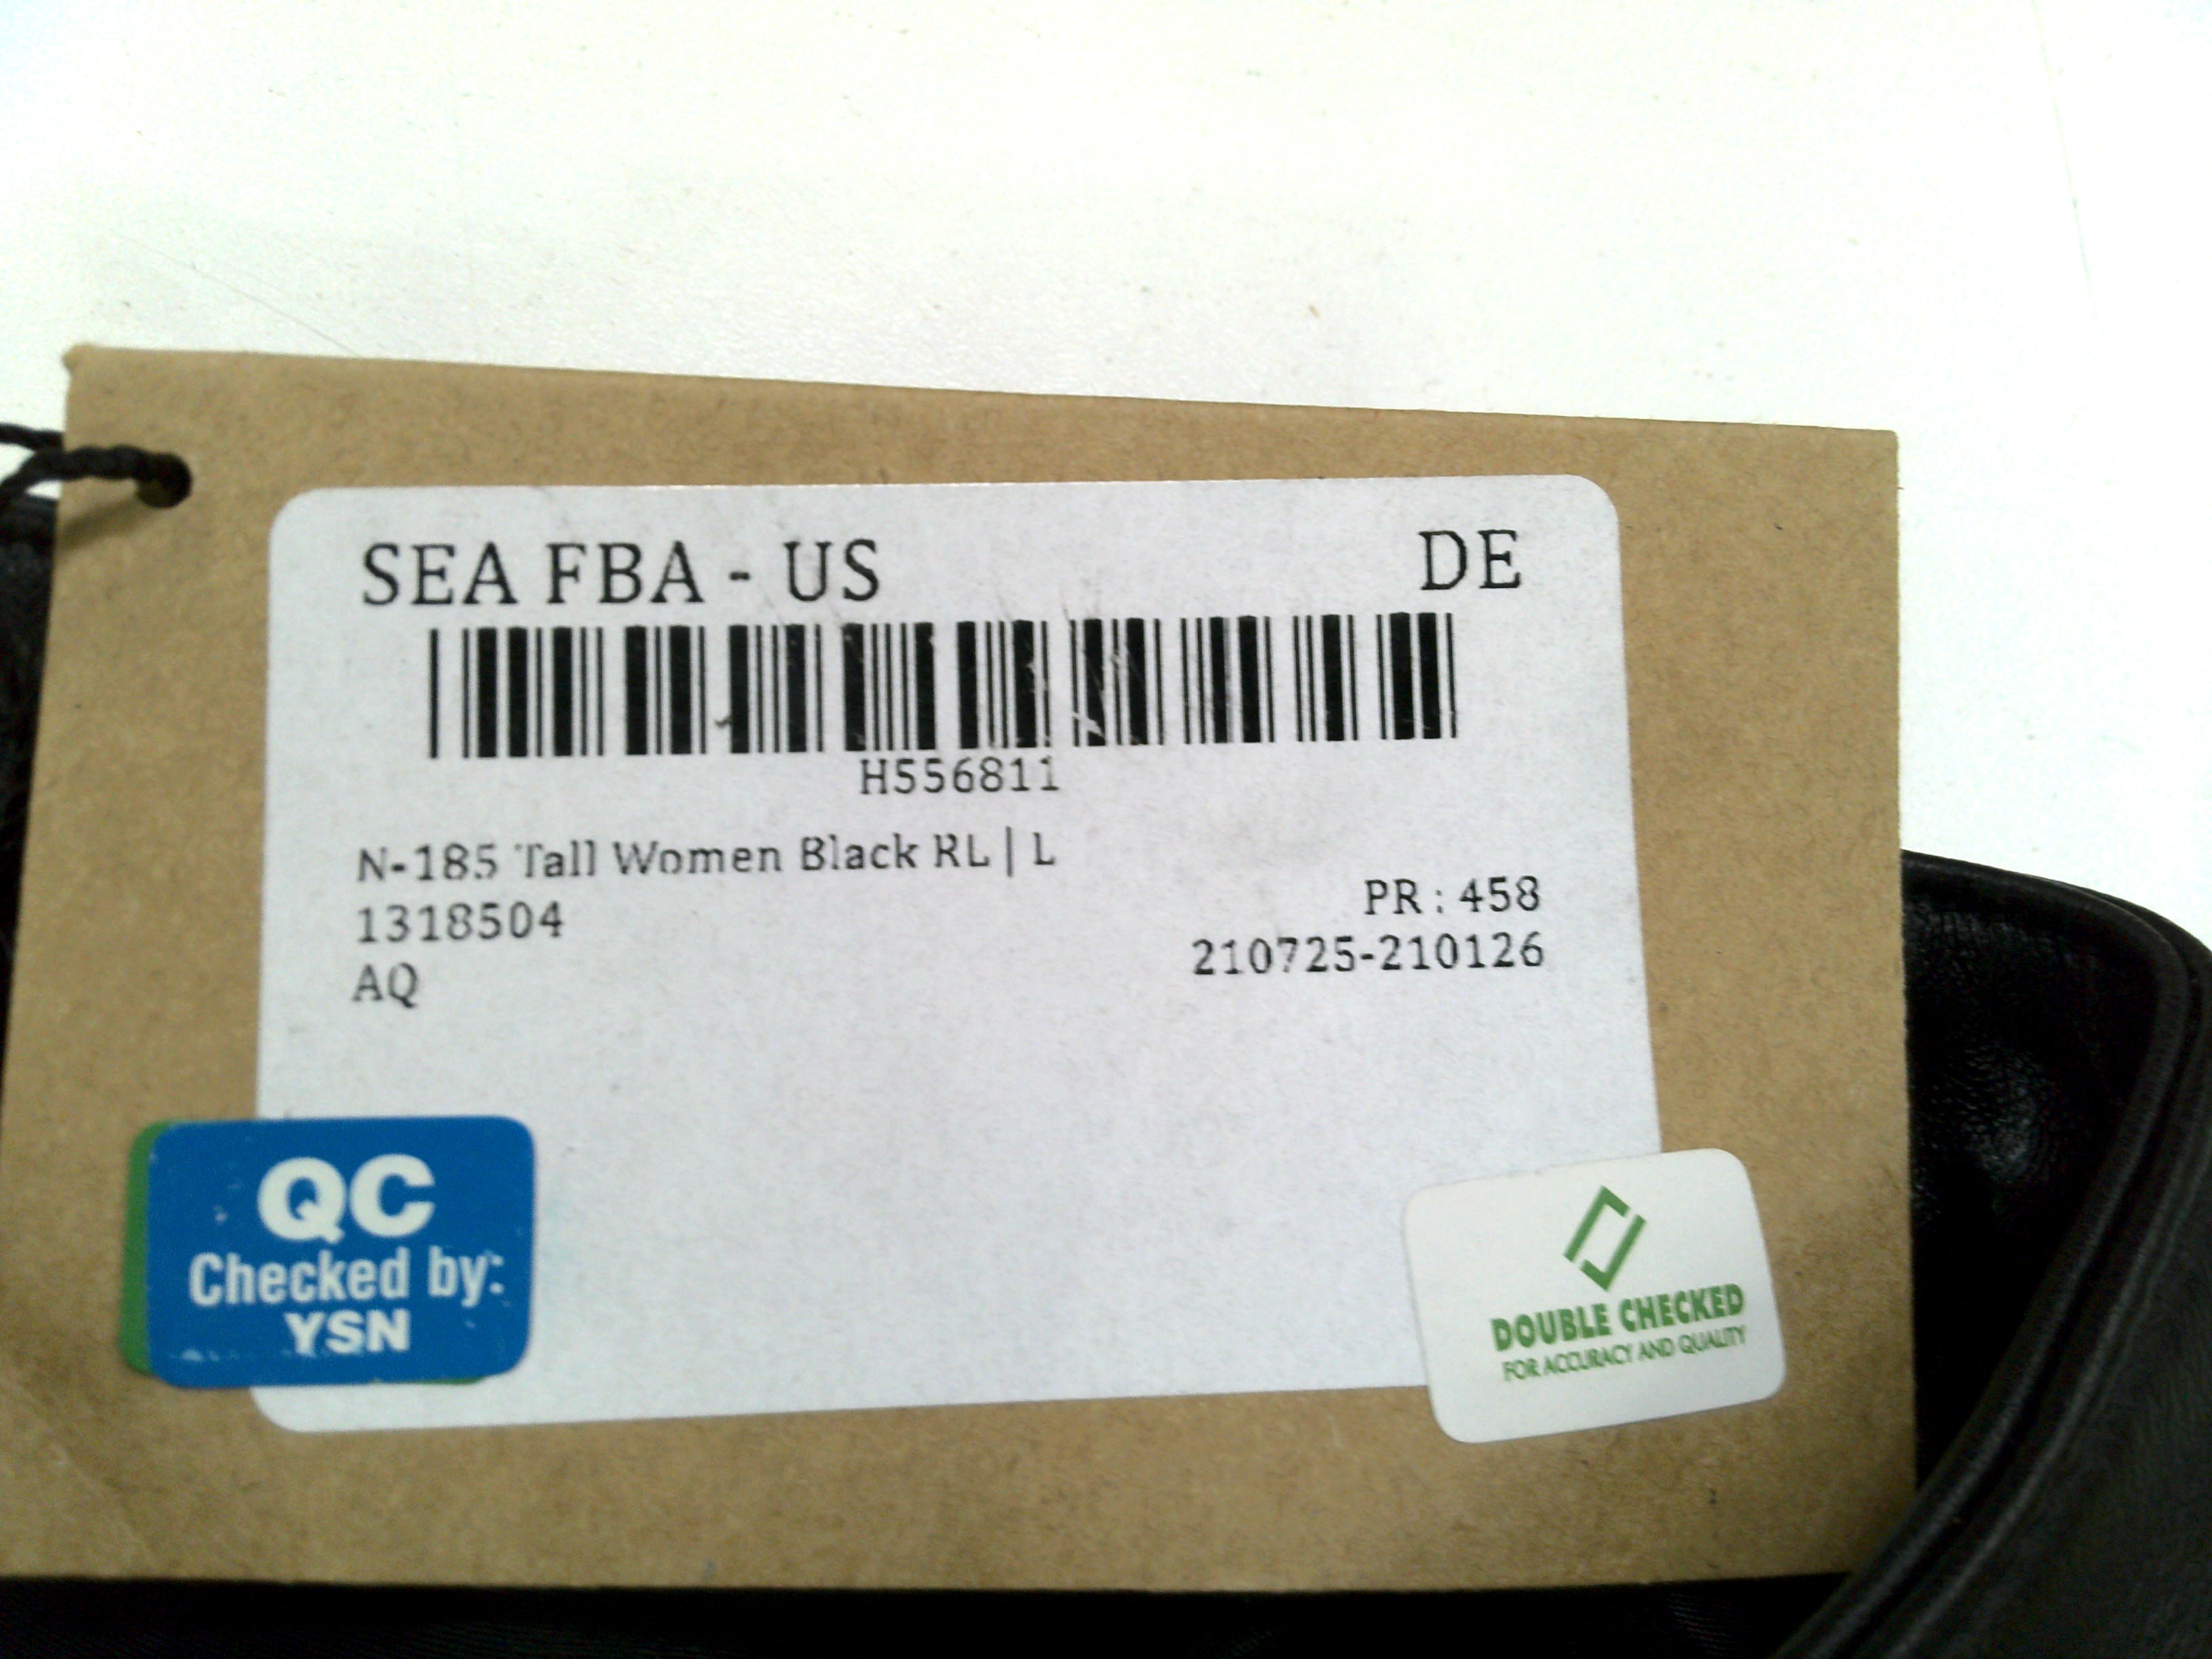 SEA FBA - US DE
H556811
N-185 Tall Women Black RL | L
1318504
PR : 458
AQ
210725-210126
QC
Checked by:
YSN
DOUBLE CHECKED
FOR ACCURACY AND QUALITY